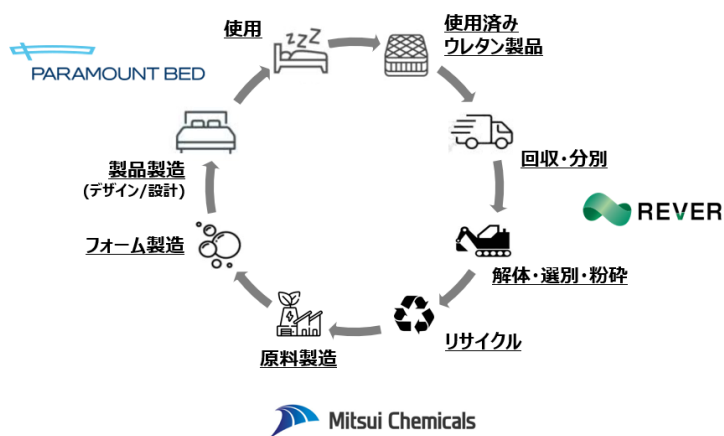 使用
使用済み
ウレタン製品
PARAMOUNT BED
回収・分別
製品製造
(デザイン/設計)
REVER
フォーム製造
解体・選別・粉砕
リサイクル
原料製造
Mitsui Chemicals